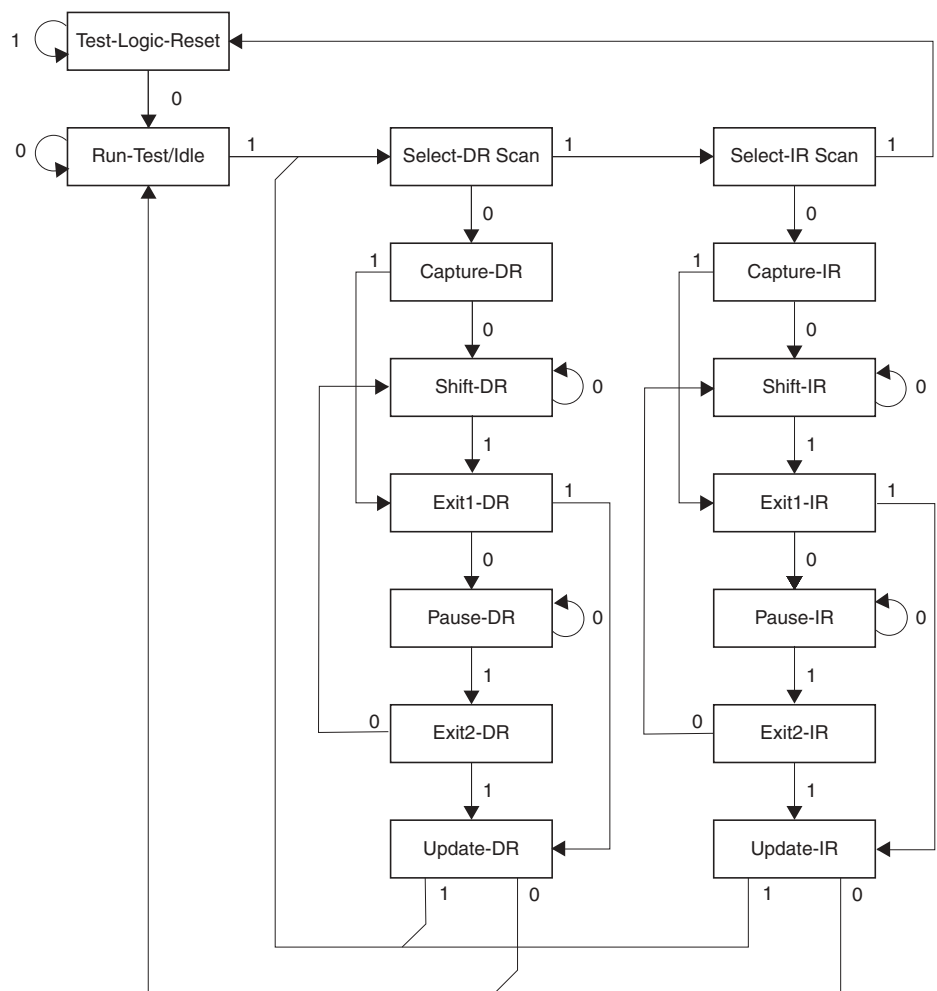 Test-Logic-Reset
1
0
Run-Test/Idle
0
1
Select-DR Scan
1
Select-IR Scan
1
0
0
1
Capture-DR
1
Capture-IR
0
0
Shift-DR
0
Shift-IR
0
1
1
Exit1-DR
1
Exit1-IR
1
0
0
Pause-DR
0
Pause-IR
0
1
1
0
Exit2-DR
0
Exit2-IR
1
1
Update-DR
Update-IR
1
0
1
0